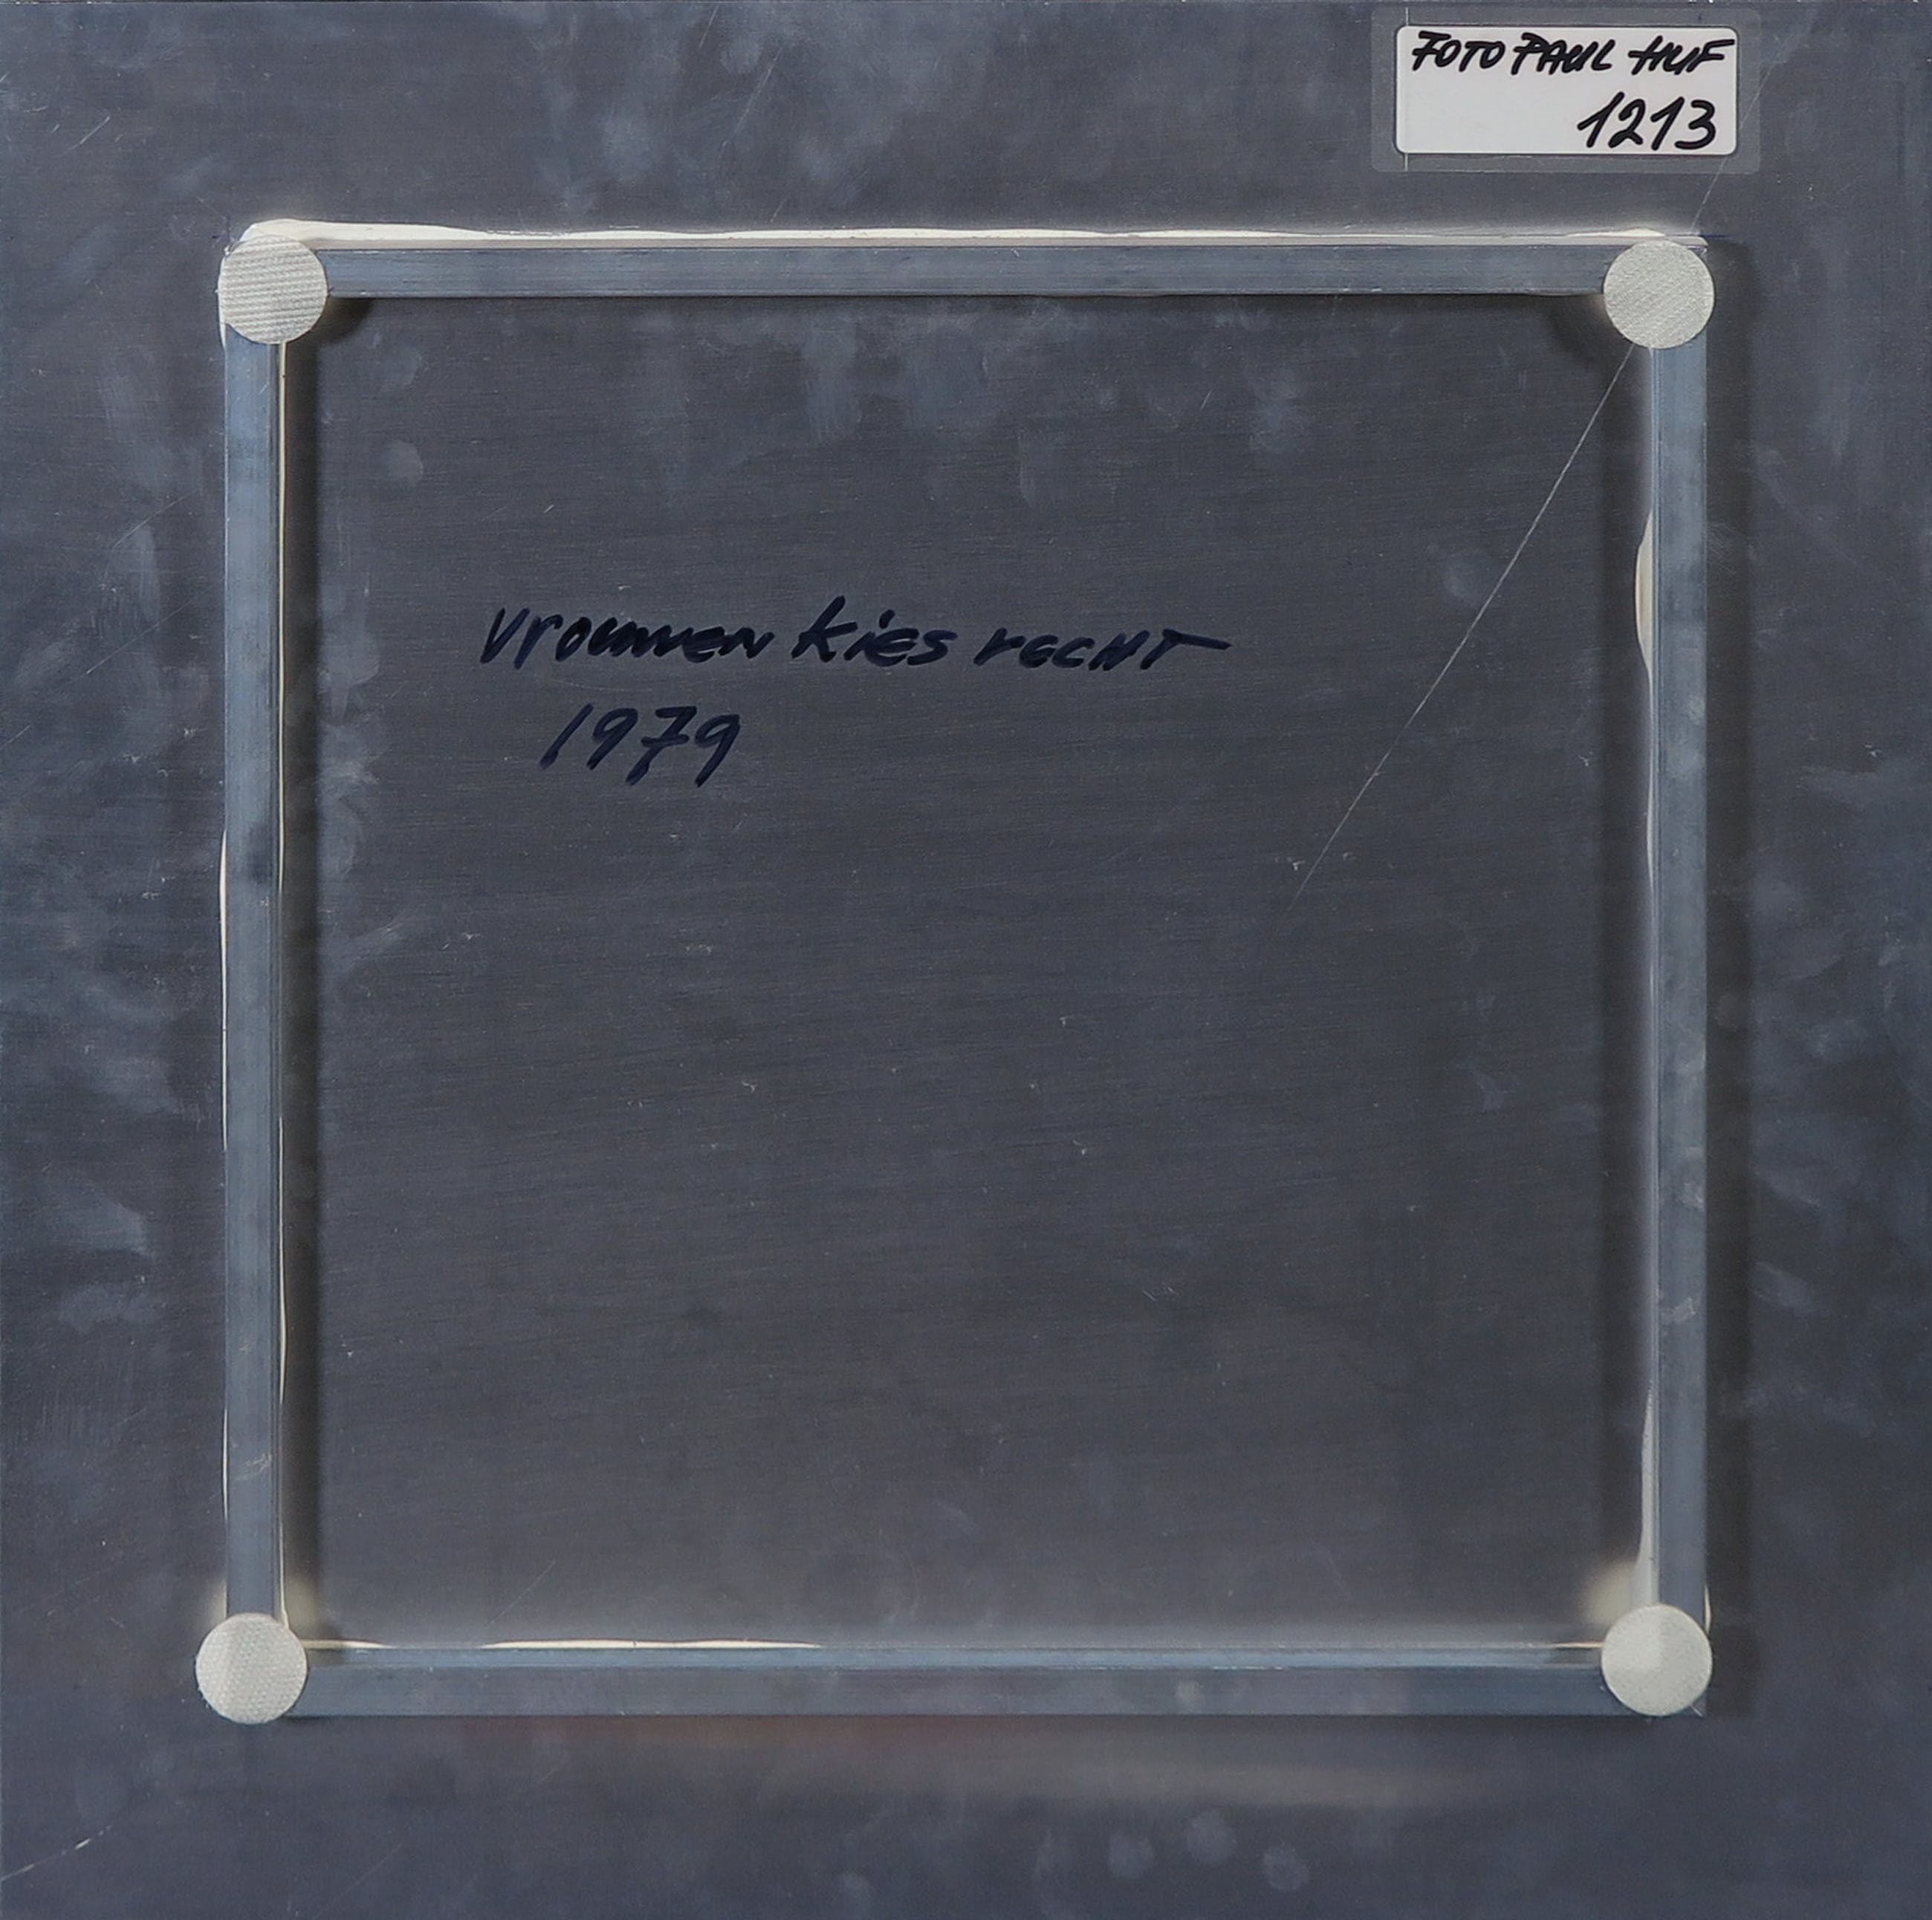 FOTO PAUL HUF
1213
Vrouwen kies recht
1979